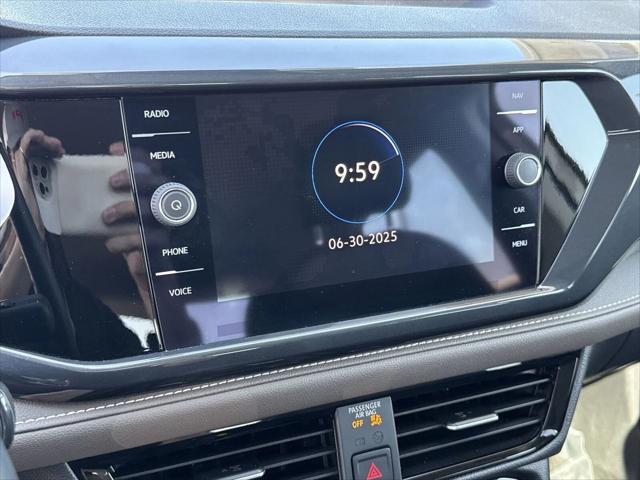 RADIO
MEDIA
PHONE
VOICE
9:59
06-30-2025
NAV
APP
CAR
MENU
PASSENGER
AIR BAG
OFF